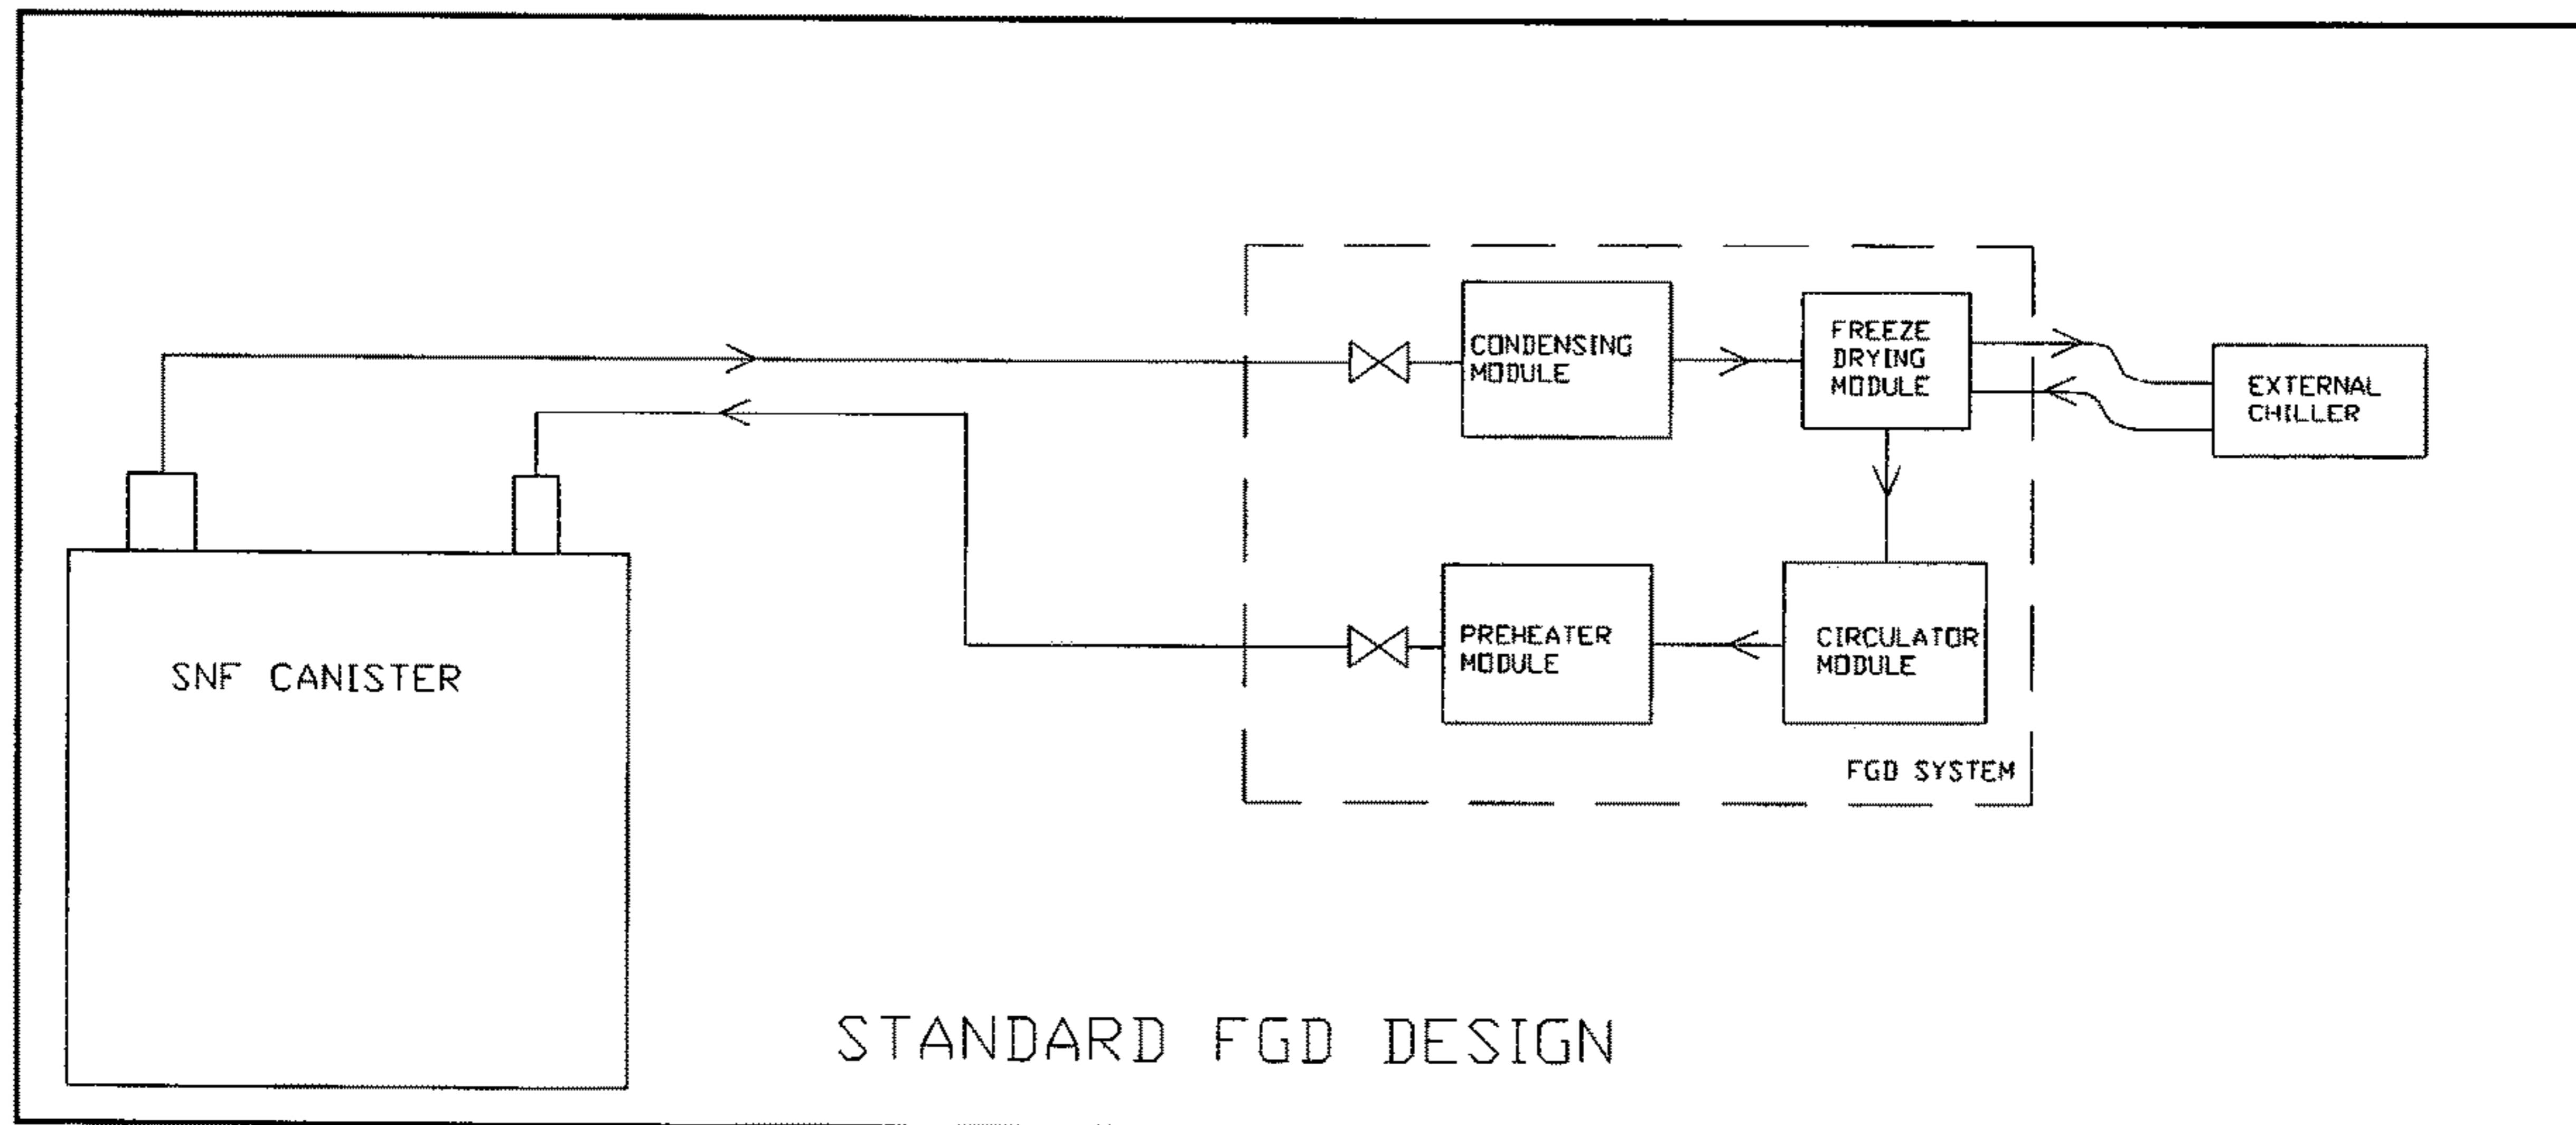 CONDENSING
MODULE
FREEZE
DRYING
MODULE
EXTERNAL
CHILLER
SNF CANISTER
PREHEATER
MODULE
CIRCULATOR
MODULE
FGD SYSTEM
STANDARD FGD DESIGN